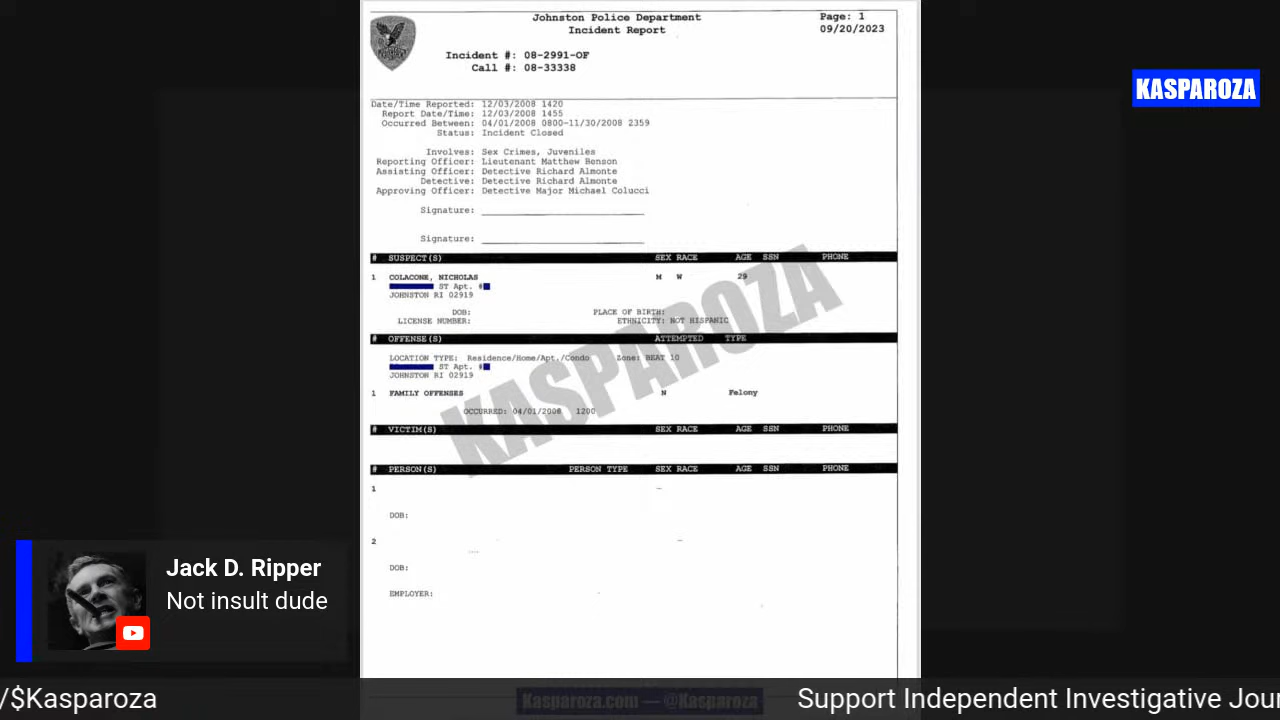 Johnston Police Department
Incident Report
Page: 1
09/20/2023
Incident #: 08-2991-OF
Call #: 08-33338
KASPAROZA
Date/Time Reported: 12/03/2008 1420
Report Date/Time: 12/03/2008 1455
Occurred Between: 04/01/2008 0800-11/30/2008 2359
Status: Incident Closed
Involves: Sex Crimes, Juveniles
Reporting Officer: Lieutenant Matthew Benson
Assisting Officer: Detective Richard Almonte
Detective: Detective Richard Almonte
Approving Officer: Detective Major Michael Colucci
Signature:
Signature:
# SUSPECT(S) SEX RACE AGE SSN PHONE
1 COLACONE, NICHOLAS M W 29
ST Apt. #
JOHNSTON RI 02919
DOB: PLACE OF BIRTH:
LICENSE NUMBER: ETHNICITY: NOT HISPANIC
# OFFENSE(S) ATTEMPTED TYPE
LOCATION TYPE: Residence/Home/Apt./Condo Zone: BEAT 10
ST Apt. #
JOHNSTON RI 02919
1 FAMILY OFFENSES N Felony
OCCURRED: 04/01/2008 1200
# VICTIM(S) SEX RACE AGE SSN PHONE
# PERSON(S) PERSON TYPE SEX RACE AGE SSN PHONE
1
DOB:
2
DOB:
EMPLOYER:
KASPAROZA
Jack D. Ripper
Not insult dude
Kasparoza.com — @Kasparoza
/$Kasparoza
Support Independent Investigative Jour